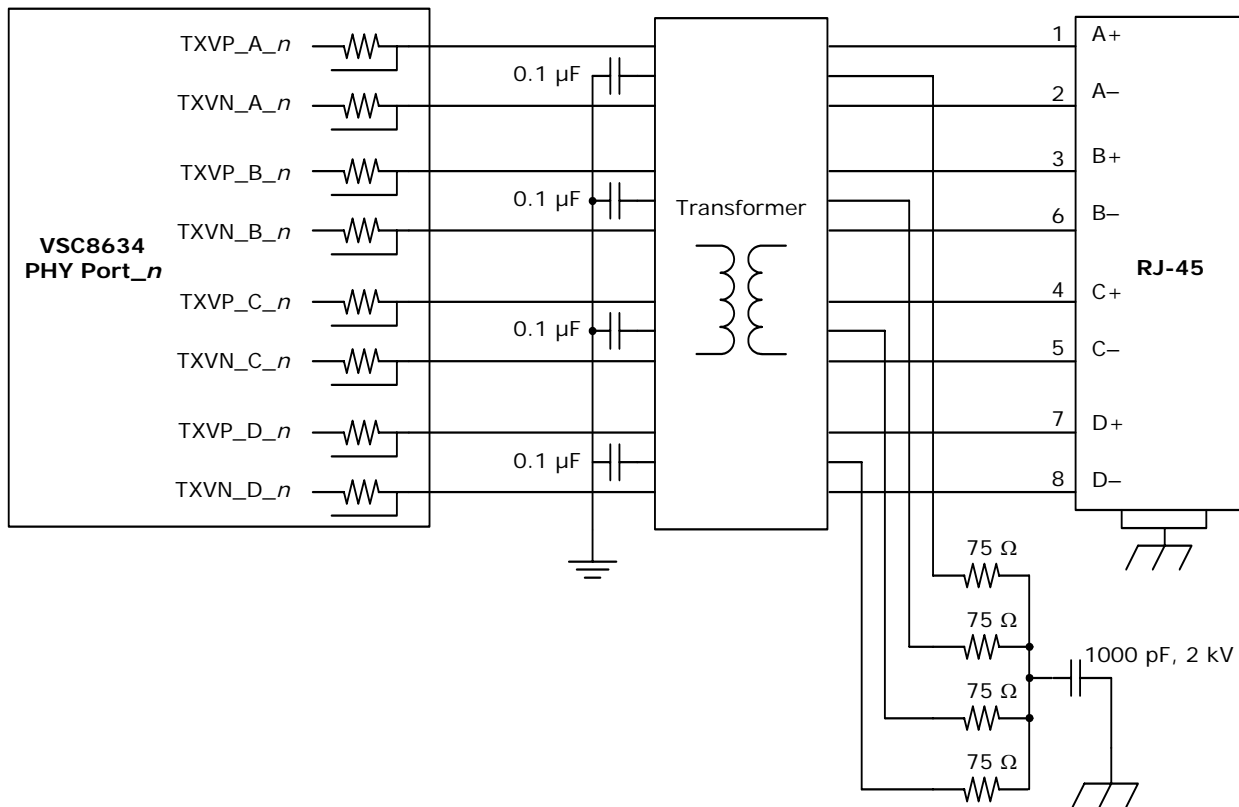 TXVP_A_n
TXVN_A_n
TXVP_B_n
TXVN_B_n
VSC8634
PHY Port_n
TXVP_C_n
TXVN_C_n
TXVP_D_n
TXVN_D_n
0.1 µF
0.1 µF
0.1 µF
0.1 µF
Transformer
1 A+
2 A−
3 B+
6 B−
4 C+
5 C−
7 D+
8 D−
RJ-45
75 Ω
75 Ω
75 Ω
75 Ω
1000 pF, 2 kV